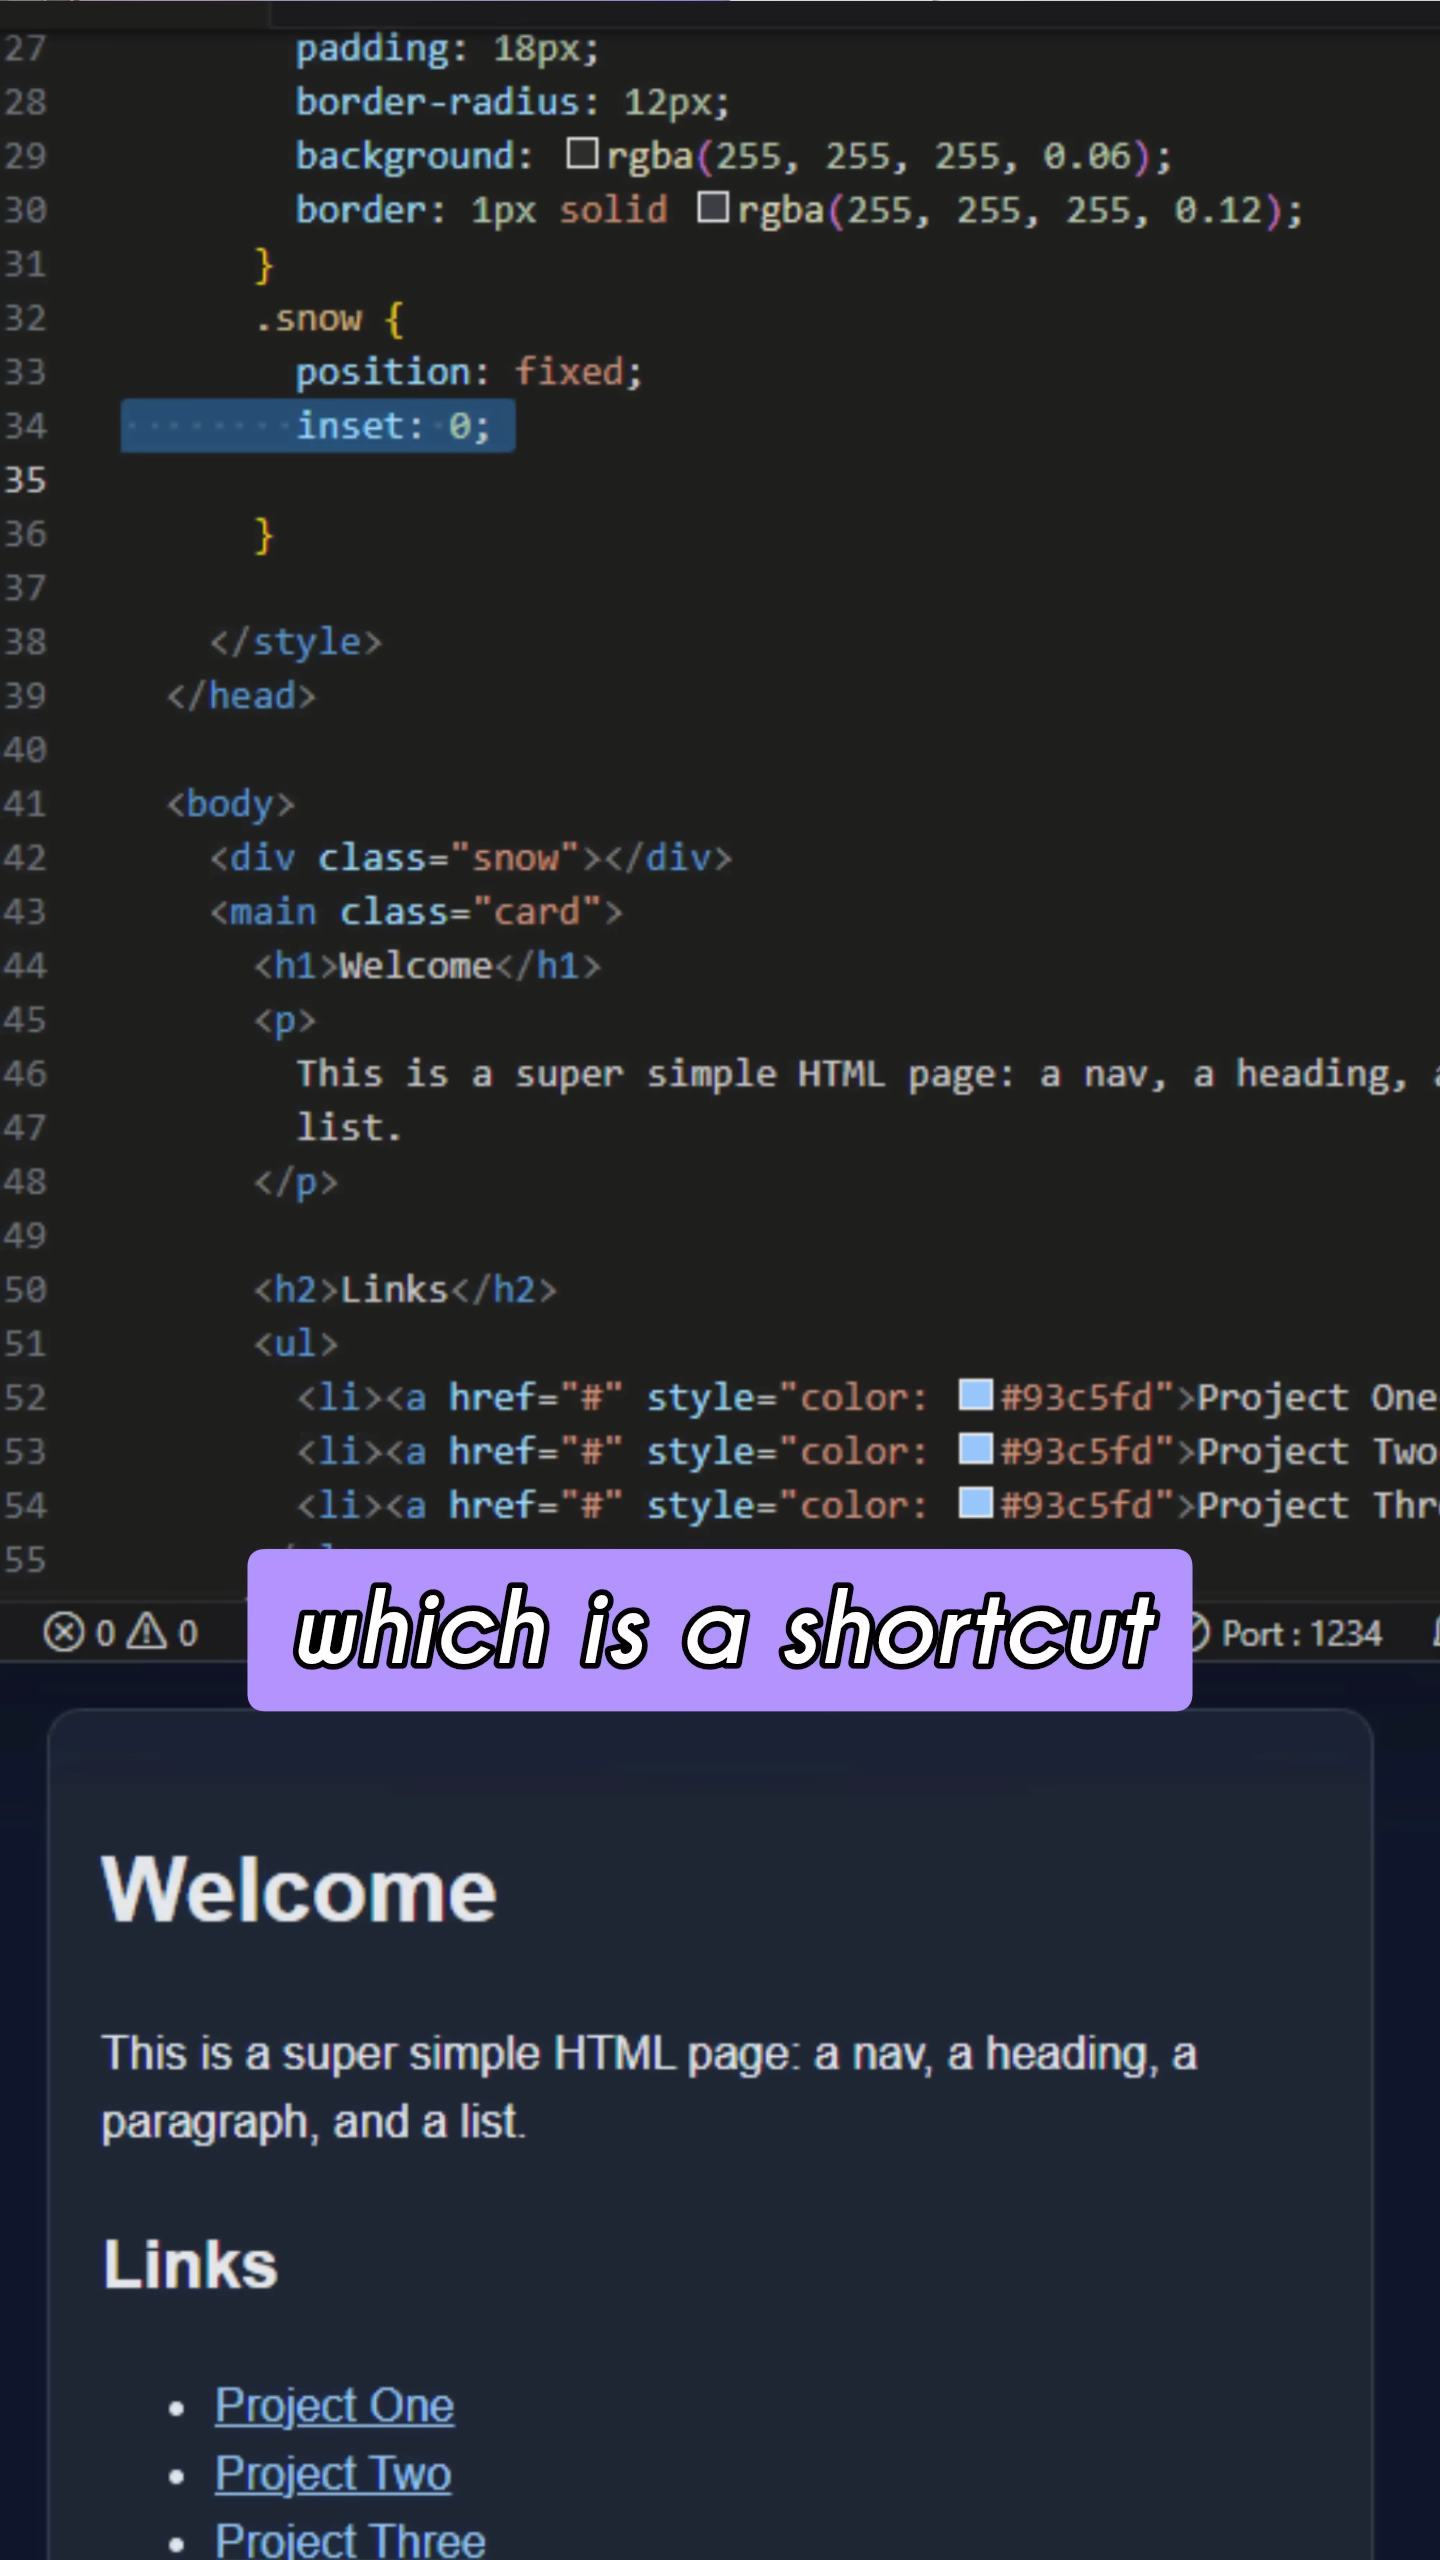 27 padding: 18px;
28 border-radius: 12px;
29 background: rgba(255, 255, 255, 0.06);
30 border: 1px solid rgba(255, 255, 255, 0.12);
31 }
32 .snow {
33 position: fixed;
34 inset: 0;
35
36 }
37
38 </style>
39 </head>
40
41 <body>
42 <div class="snow"></div>
43 <main class="card">
44 <h1>Welcome</h1>
45 <p>
46 This is a super simple HTML page: a nav, a heading,
47 list.
48 </p>
49
50 <h2>Links</h2>
51 <ul>
52 <li><a href="#" style="color: #93c5fd">Project One
53 <li><a href="#" style="color: #93c5fd">Project Two
54 <li><a href="#" style="color: #93c5fd">Project Thr
55
which is a shortcut
0 0 Port : 1234
Welcome
This is a super simple HTML page: a nav, a heading, a
paragraph, and a list.
Links
• Project One
• Project Two
• Project Three